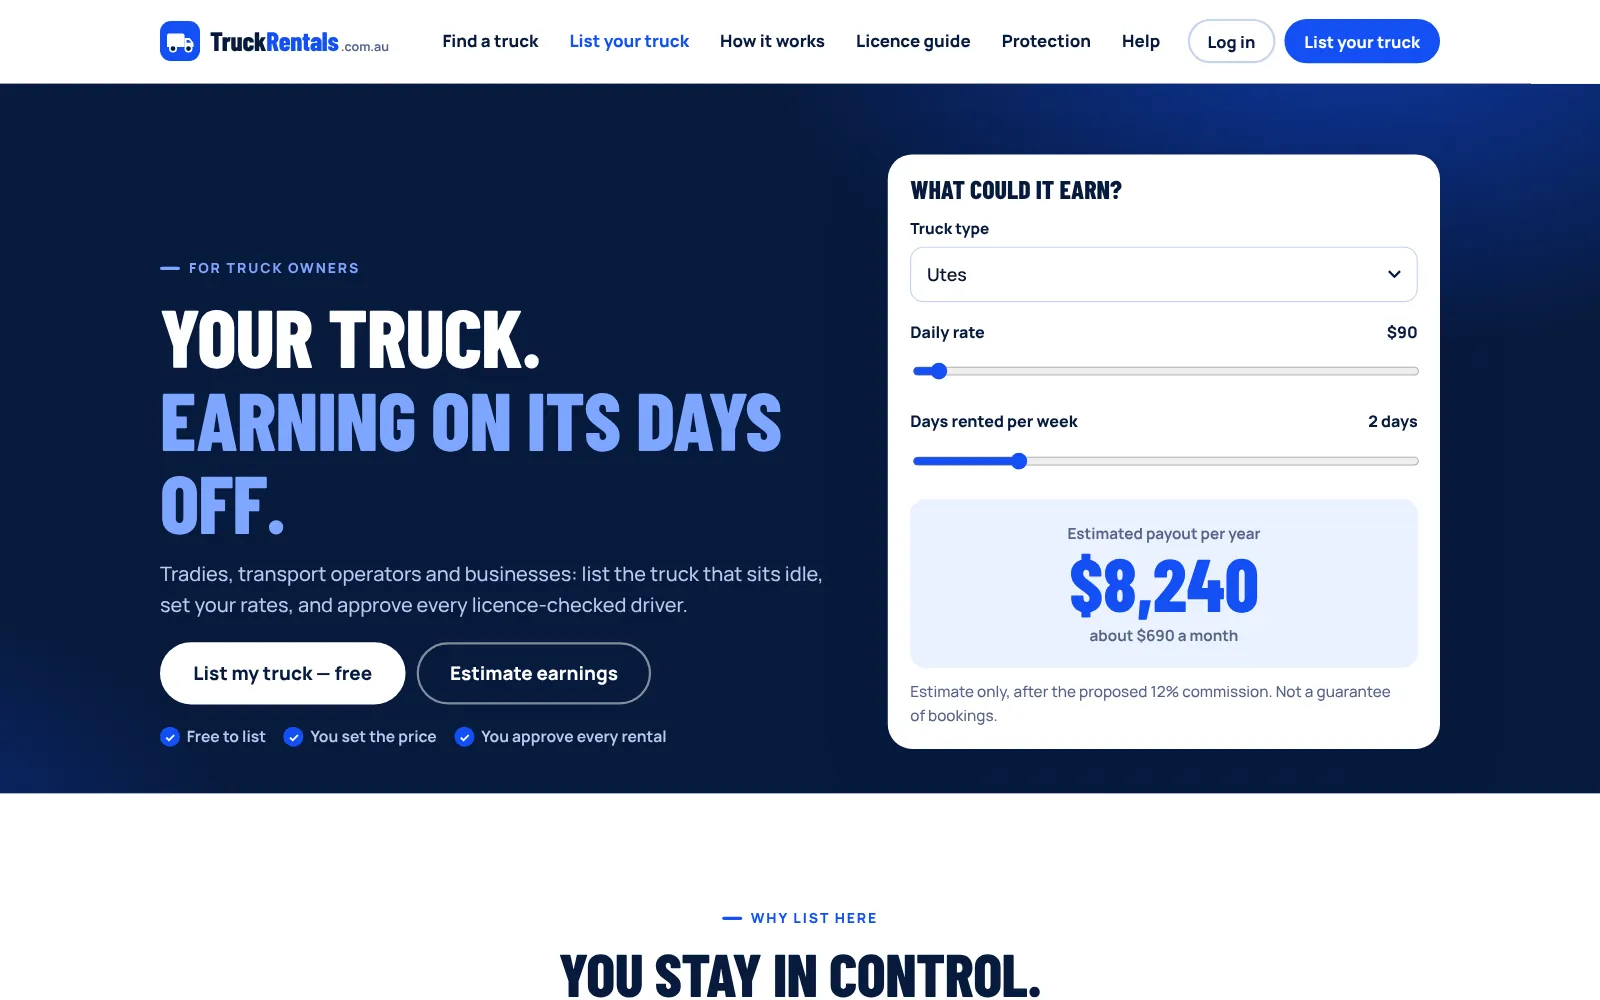 TruckRentals.com.au
Find a truck
List your truck
How it works
Licence guide
Protection
Help
Log in
List your truck
FOR TRUCK OWNERS
YOUR TRUCK.
EARNING ON ITS DAYS
OFF.
Tradies, transport operators and businesses: list the truck that sits idle,
set your rates, and approve every licence-checked driver.
List my truck – free
Estimate earnings
Free to list
You set the price
You approve every rental
WHAT COULD IT EARN?
Truck type
Utes
Daily rate $90
Days rented per week 2 days
Estimated payout per year
$8,240
about $690 a month
Estimate only, after the proposed 12% commission. Not a guarantee
of bookings.
WHY LIST HERE
YOU STAY IN CONTROL.